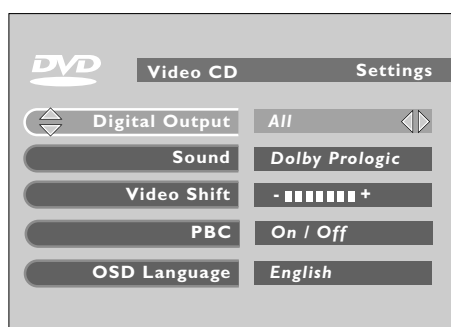 DVD Video CD Settings
Digital Output All
Sound Dolby Prologic
Video Shift - +
PBC On / Off
OSD Language English